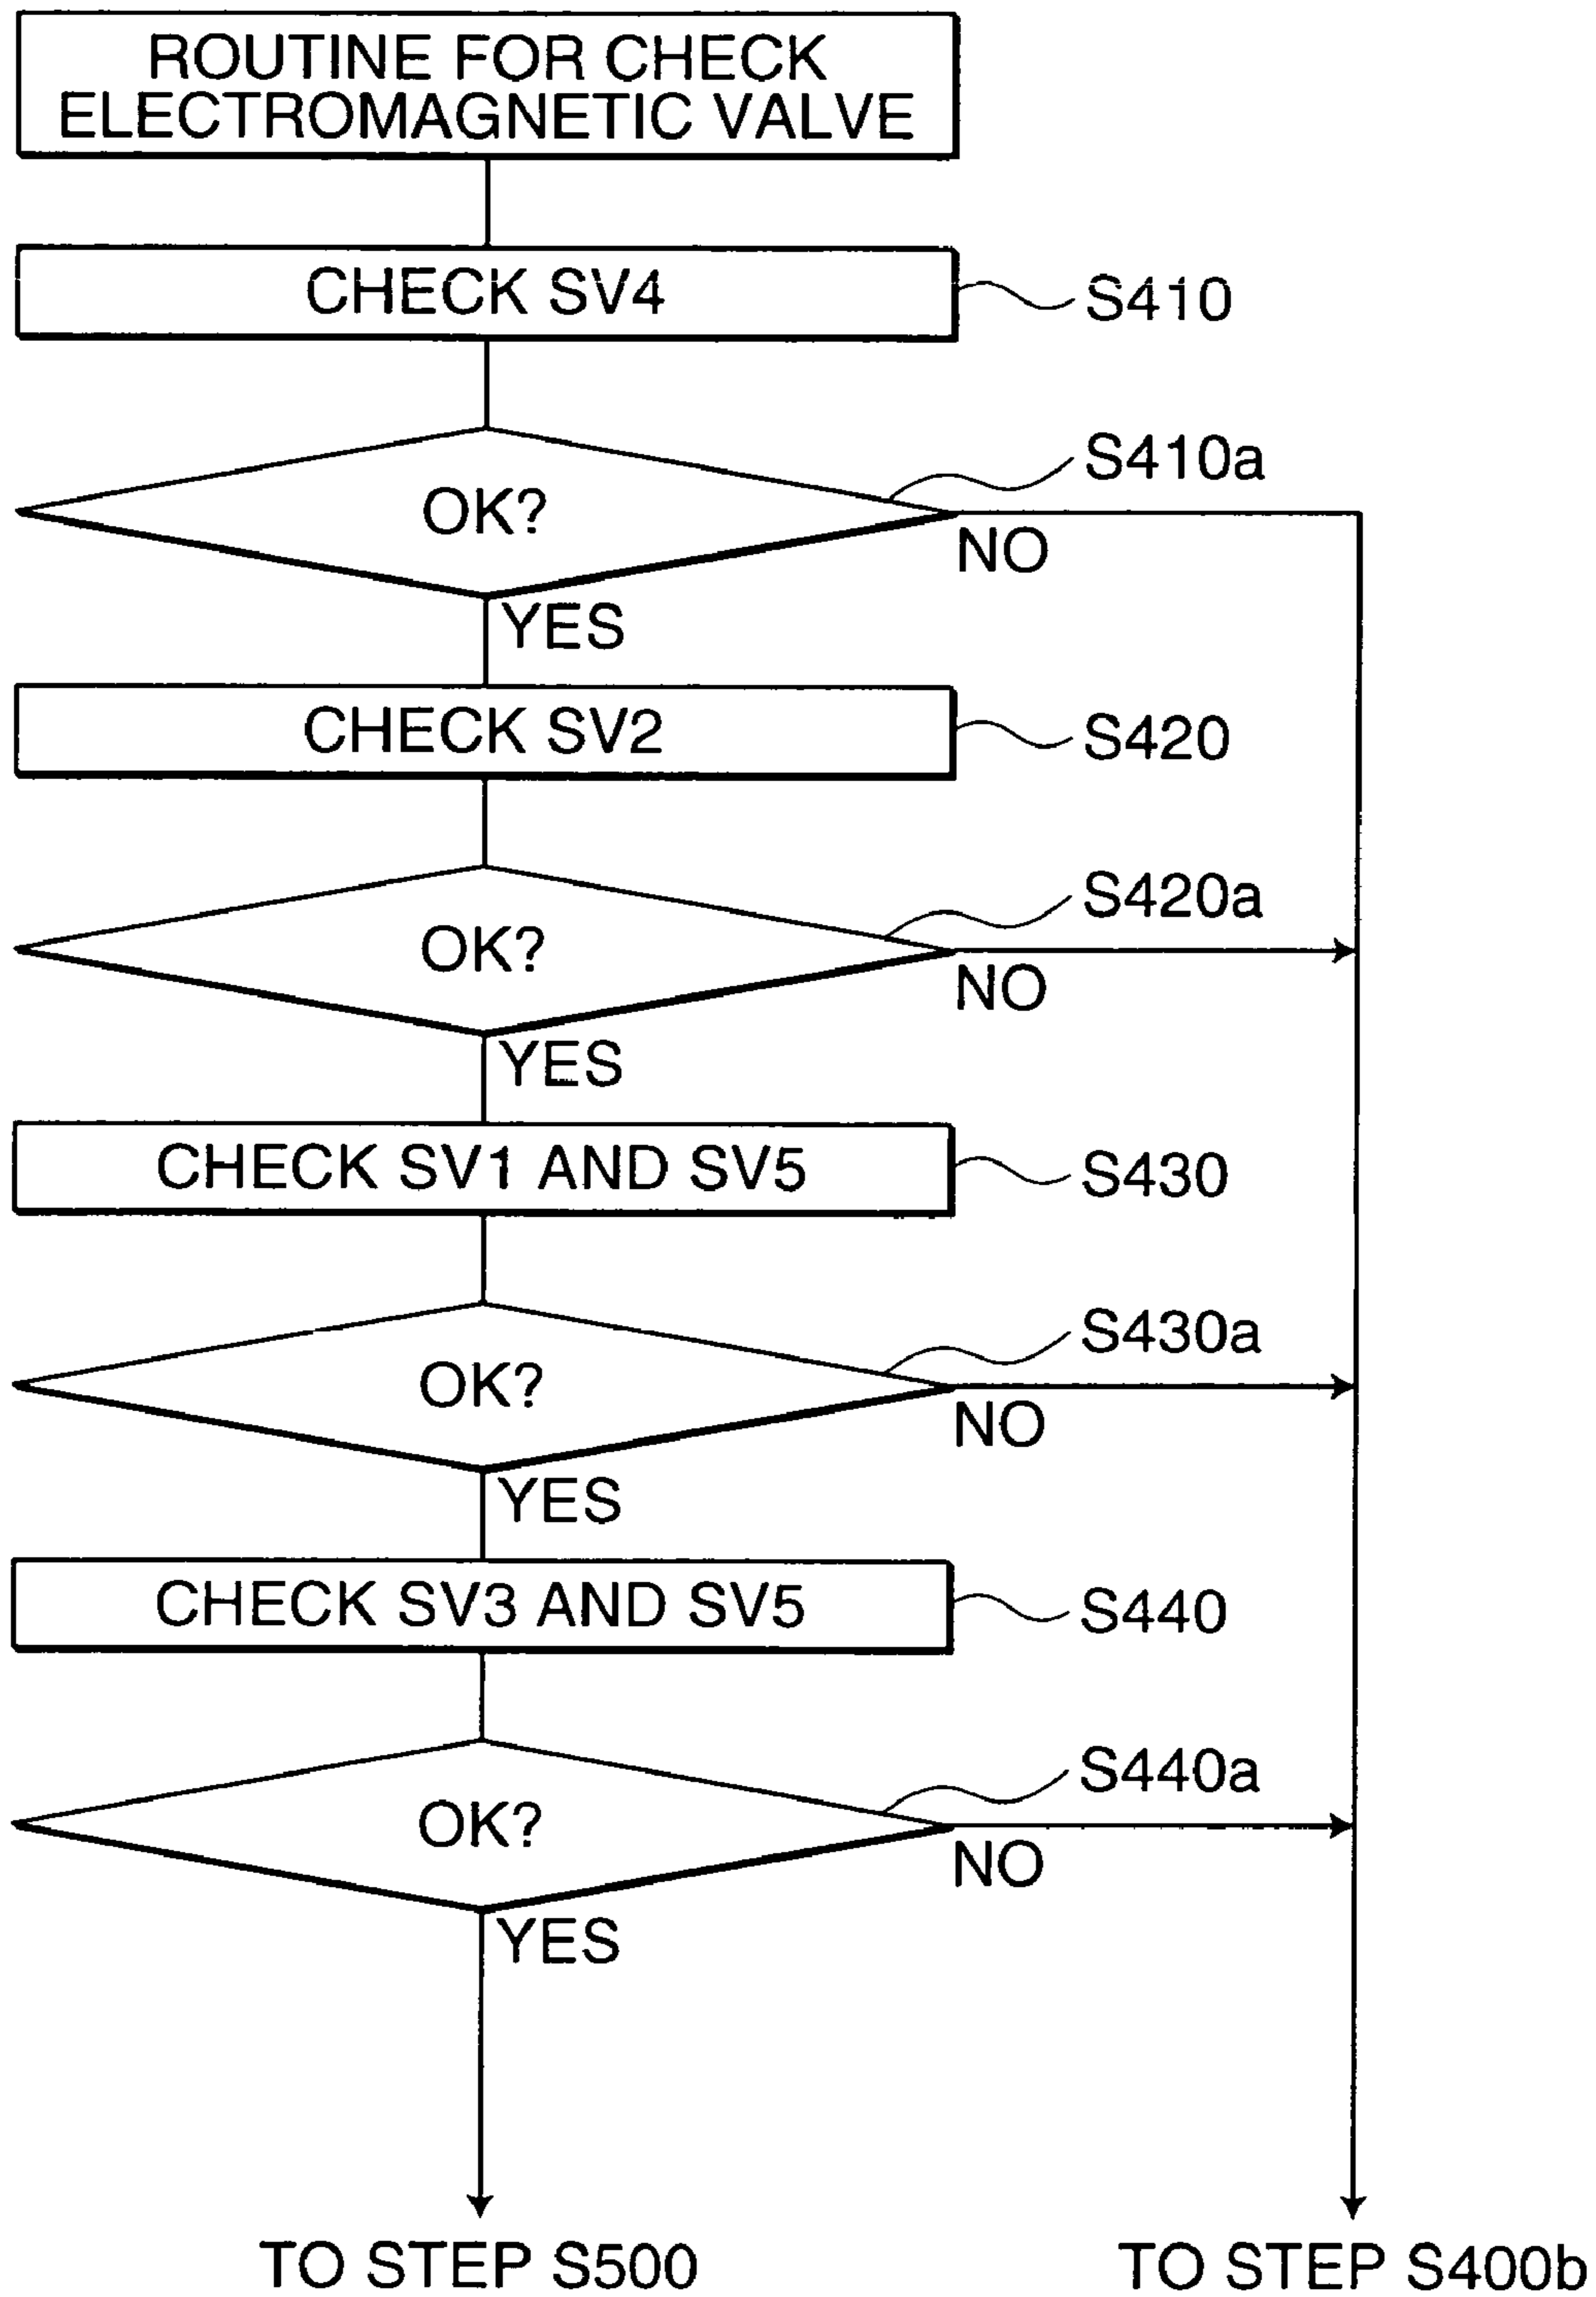 ROUTINE FOR CHECK
ELECTROMAGNETIC VALVE
CHECK SV4
S410
S410a
OK?
NO
YES
CHECK SV2
S420
S420a
OK?
NO
YES
CHECK SV1 AND SV5
S430
S430a
OK?
NO
YES
CHECK SV3 AND SV5
S440
S440a
OK?
NO
YES
TO STEP S500
TO STEP S400b